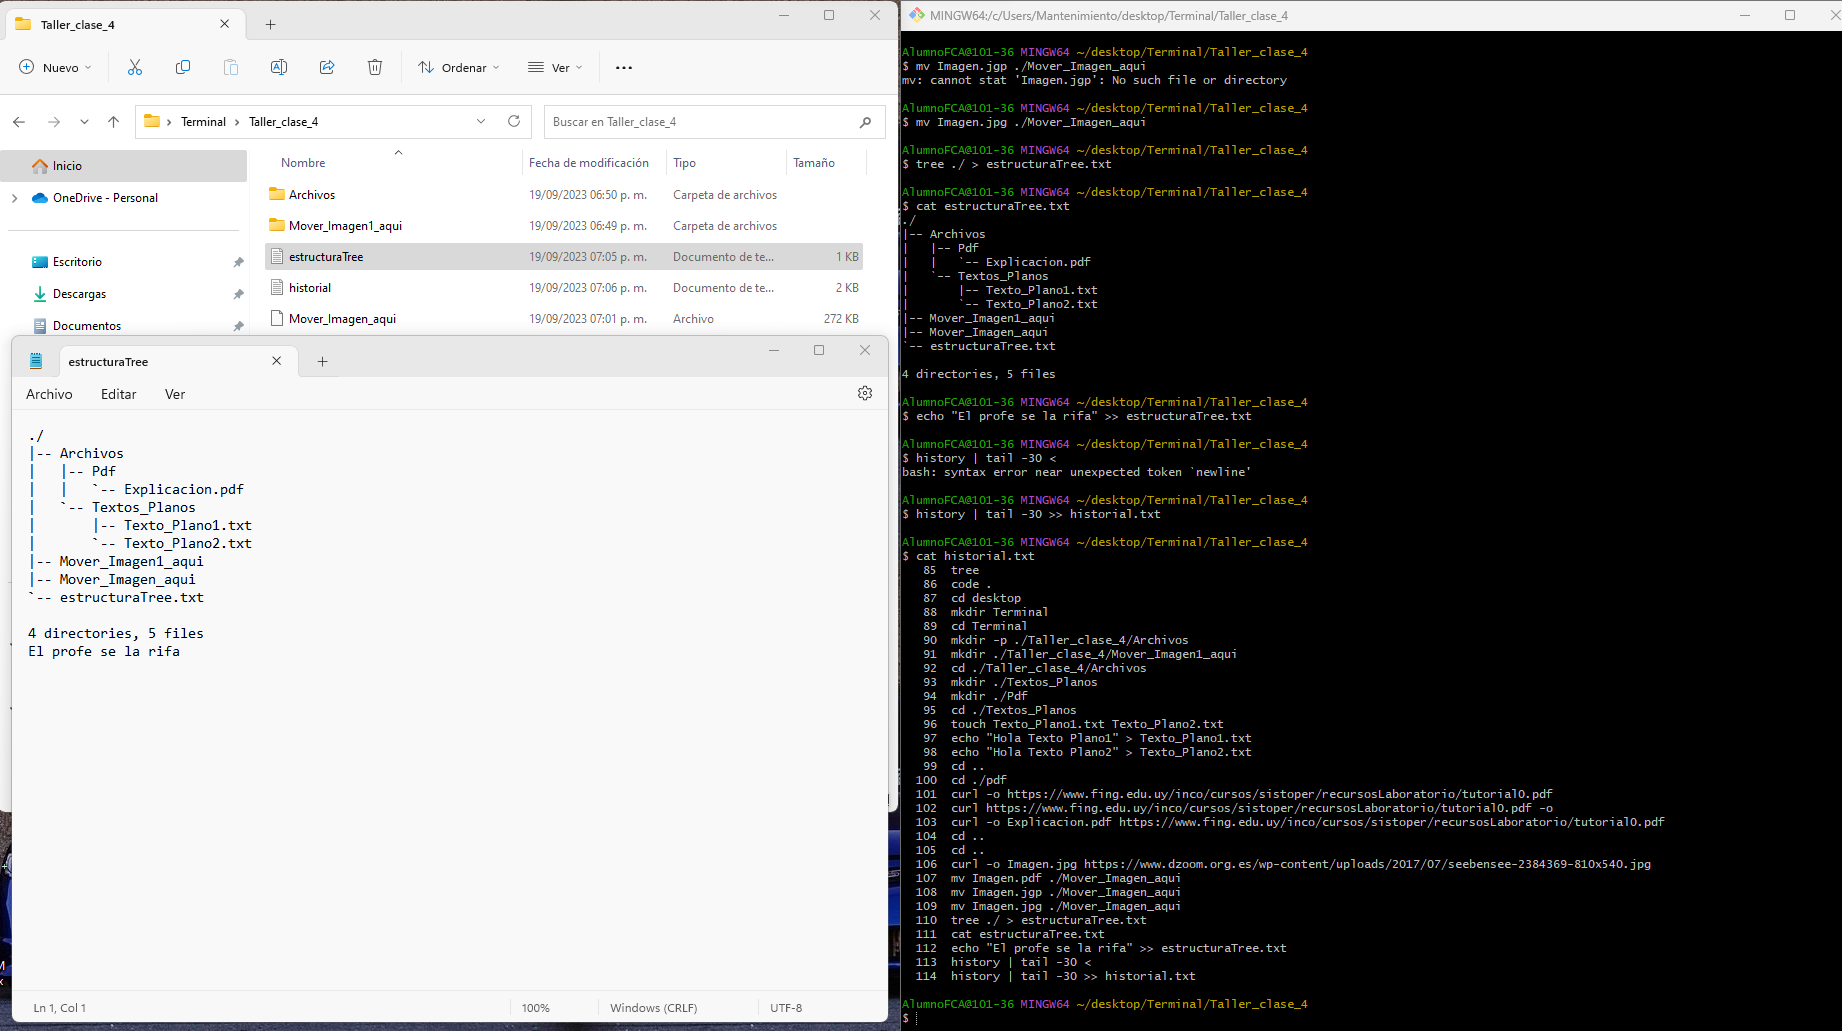 Taller_clase_4
Nuevo
Ordenar
Ver
Terminal
Taller_clase_4
Buscar en Taller_clase_4
Inicio
OneDrive - Personal
Escritorio
Descargas
Documentos
Nombre Fecha de modificación Tipo Tamaño
Archivos 19/09/2023 06:50 p. m. Carpeta de archivos
Mover_Imagen1_aqui 19/09/2023 06:49 p. m. Carpeta de archivos
estructuraTree 19/09/2023 07:05 p. m. Documento de te... 1 KB
historial 19/09/2023 07:06 p. m. Documento de te... 2 KB
Mover_Imagen_aqui 19/09/2023 07:01 p. m. Archivo 272 KB
estructuraTree
Archivo Editar Ver
./
|-- Archivos
|   |-- Pdf
|   |   `-- Explicacion.pdf
|   `-- Textos_Planos
|       |-- Texto_Plano1.txt
|       `-- Texto_Plano2.txt
|-- Mover_Imagen1_aqui
|-- Mover_Imagen_aqui
`-- estructuraTree.txt
4 directories, 5 files
El profe se la rifa
Ln 1, Col 1 100% Windows (CRLF) UTF-8
MINGW64:/c/Users/Mantenimiento/desktop/Terminal/Taller_clase_4
AlumnoFCA@101-36 MINGW64 ~/desktop/Terminal/Taller_clase_4
$ mv Imagen.jgp ./Mover_Imagen_aqui
mv: cannot stat 'Imagen.jgp': No such file or directory
AlumnoFCA@101-36 MINGW64 ~/desktop/Terminal/Taller_clase_4
$ mv Imagen.jpg ./Mover_Imagen_aqui
AlumnoFCA@101-36 MINGW64 ~/desktop/Terminal/Taller_clase_4
$ tree ./ > estructuraTree.txt
AlumnoFCA@101-36 MINGW64 ~/desktop/Terminal/Taller_clase_4
$ cat estructuraTree.txt
./
|-- Archivos
|   |-- Pdf
|   |   `-- Explicacion.pdf
|   `-- Textos_Planos
|       |-- Texto_Plano1.txt
|       `-- Texto_Plano2.txt
|-- Mover_Imagen1_aqui
|-- Mover_Imagen_aqui
`-- estructuraTree.txt
4 directories, 5 files
AlumnoFCA@101-36 MINGW64 ~/desktop/Terminal/Taller_clase_4
$ echo "El profe se la rifa" >> estructuraTree.txt
AlumnoFCA@101-36 MINGW64 ~/desktop/Terminal/Taller_clase_4
$ history | tail -30 <
bash: syntax error near unexpected token `newline'
AlumnoFCA@101-36 MINGW64 ~/desktop/Terminal/Taller_clase_4
$ history | tail -30 >> historial.txt
AlumnoFCA@101-36 MINGW64 ~/desktop/Terminal/Taller_clase_4
$ cat historial.txt
85 tree
86 code .
87 cd desktop
88 mkdir Terminal
89 cd Terminal
90 mkdir -p ./Taller_clase_4/Archivos
91 mkdir ./Taller_clase_4/Mover_Imagen1_aqui
92 cd ./Taller_clase_4/Archivos
93 mkdir ./Textos_Planos
94 mkdir ./Pdf
95 cd ./Textos_Planos
96 touch Texto_Plano1.txt Texto_Plano2.txt
97 echo "Hola Texto Plano1" > Texto_Plano1.txt
98 echo "Hola Texto Plano2" > Texto_Plano2.txt
99 cd ..
100 cd ./pdf
101 curl -o https://www.fing.edu.uy/inco/cursos/sistoper/recursosLaboratorio/tutorial0.pdf
102 curl https://www.fing.edu.uy/inco/cursos/sistoper/recursosLaboratorio/tutorial0.pdf -o
103 curl -o Explicacion.pdf https://www.fing.edu.uy/inco/cursos/sistoper/recursosLaboratorio/tutorial0.pdf
104 cd ..
105 cd ..
106 curl -o Imagen.jpg https://www.dzoom.org.es/wp-content/uploads/2017/07/seebensee-2384369-810x540.jpg
107 mv Imagen.pdf ./Mover_Imagen_aqui
108 mv Imagen.jgp ./Mover_Imagen_aqui
109 mv Imagen.jpg ./Mover_Imagen_aqui
110 tree ./ > estructuraTree.txt
111 cat estructuraTree.txt
112 echo "El profe se la rifa" >> estructuraTree.txt
113 history | tail -30 <
114 history | tail -30 >> historial.txt
AlumnoFCA@101-36 MINGW64 ~/desktop/Terminal/Taller_clase_4
$